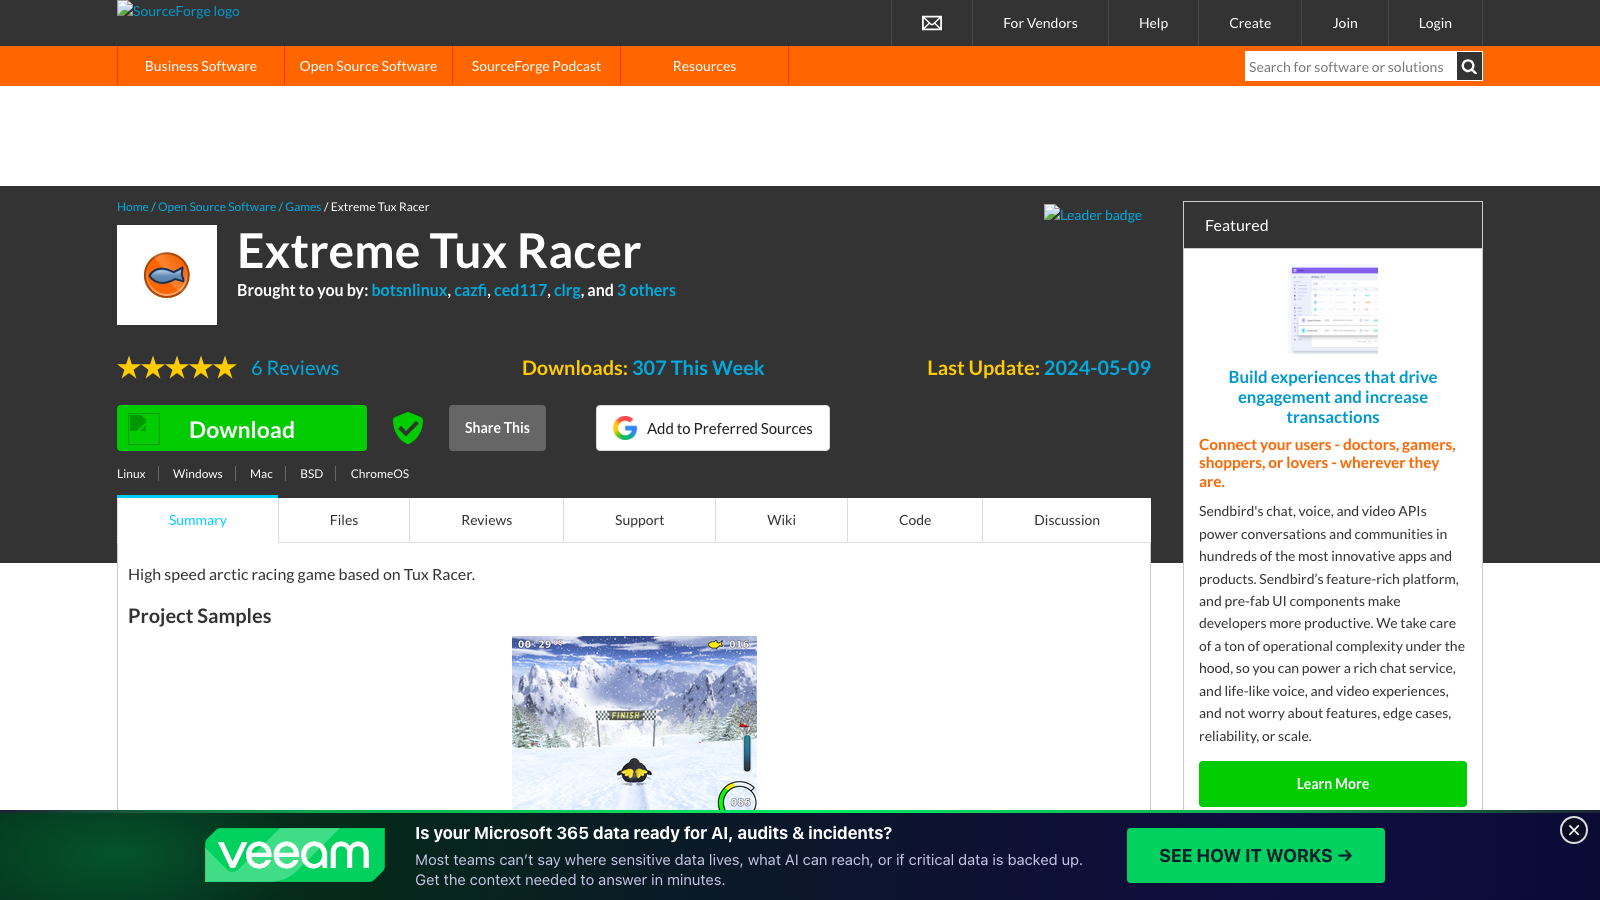 SourceForge logo
For Vendors
Help
Create
Join
Login
Business Software
Open Source Software
SourceForge Podcast
Resources
Search for software or solutions
Home / Open Source Software / Games / Extreme Tux Racer
Leader badge
Extreme Tux Racer
Brought to you by: botsnlinux, cazfi, ced117, clrg, and 3 others
6 Reviews
Downloads: 307 This Week
Last Update: 2024-05-09
Download
Share This
Add to Preferred Sources
Linux
Windows
Mac
BSD
ChromeOS
Summary
Files
Reviews
Support
Wiki
Code
Discussion
High speed arctic racing game based on Tux Racer.
Project Samples
00:29
016
FINISH
086
Featured
Build experiences that drive
engagement and increase
transactions
Connect your users - doctors, gamers,
shoppers, or lovers - wherever they
are.
Sendbird's chat, voice, and video APIs
power conversations and communities in
hundreds of the most innovative apps and
products. Sendbird’s feature-rich platform,
and pre-fab UI components make
developers more productive. We take care
of a ton of operational complexity under the
hood, so you can power a rich chat service,
and life-like voice, and video experiences,
and not worry about features, edge cases,
reliability, or scale.
Learn More
veeam
Is your Microsoft 365 data ready for AI, audits & incidents?
Most teams can’t say where sensitive data lives, what AI can reach, or if critical data is backed up.
Get the context needed to answer in minutes.
SEE HOW IT WORKS →